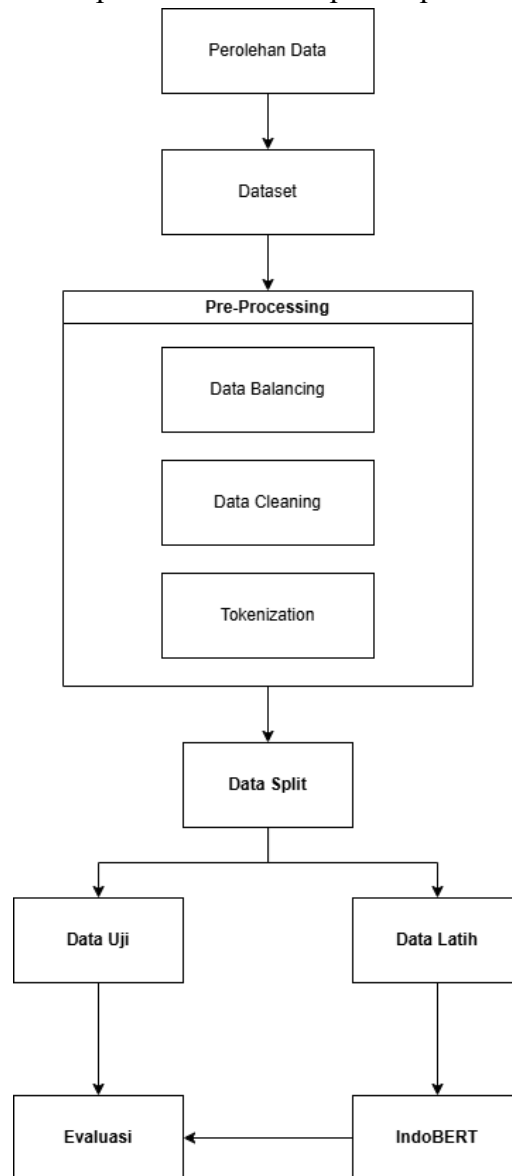 Perolehan Data
Dataset
Pre-Processing
Data Balancing
Data Cleaning
Tokenization
Data Split
Data Uji
Data Latih
Evaluasi
IndoBERT